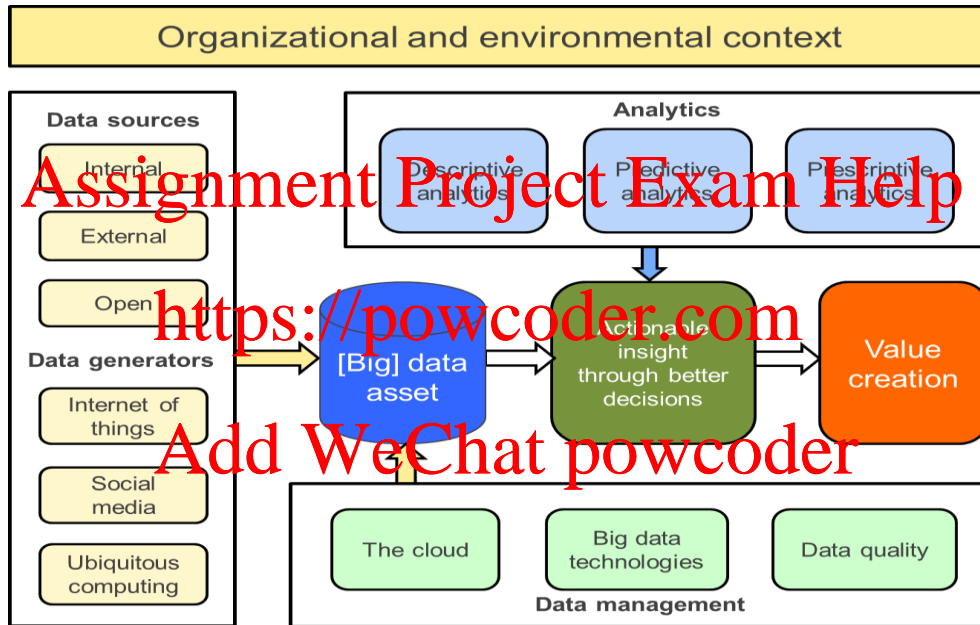 Organizational and environmental context
Data sources
Internal
External
Open
Data generators
Internet of
things
Social
media
Ubiquitous
computing
Analytics
Descriptive
analytics
Predictive
analytics
Prescriptive
analytics
[Big] data
asset
Actionable
insight
through better
decisions
Value
creation
The cloud
Big data
technologies
Data quality
Data management
Assignment Project Exam Help
https://powcoder.com
Add WeChat powcoder